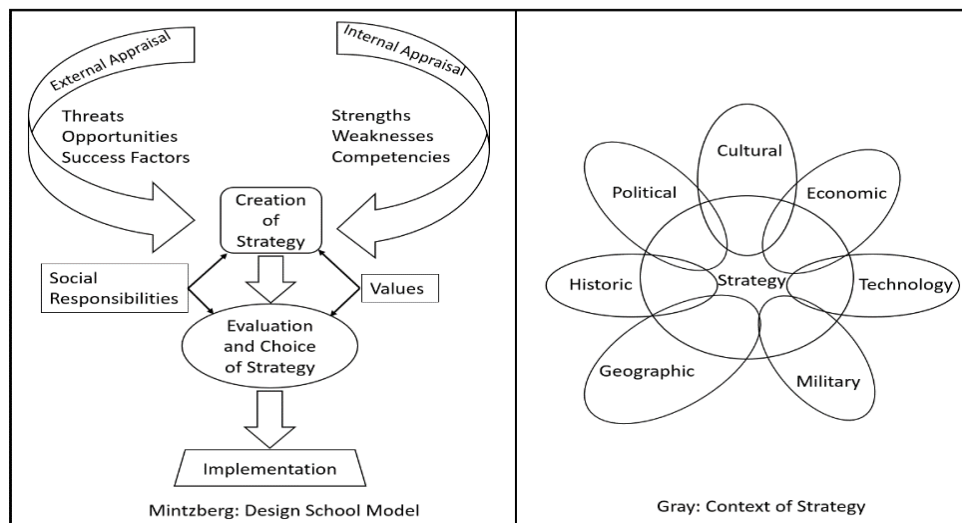 External Appraisal
Internal Appraisal
Threats
Opportunities
Success Factors
Strengths
Weaknesses
Competencies
Creation
of
Strategy
Social
Responsibilities
Values
Evaluation
and Choice
of Strategy
Implementation
Mintzberg: Design School Model
Cultural
Political
Economic
Historic
Strategy
Technology
Geographic
Military
Gray: Context of Strategy